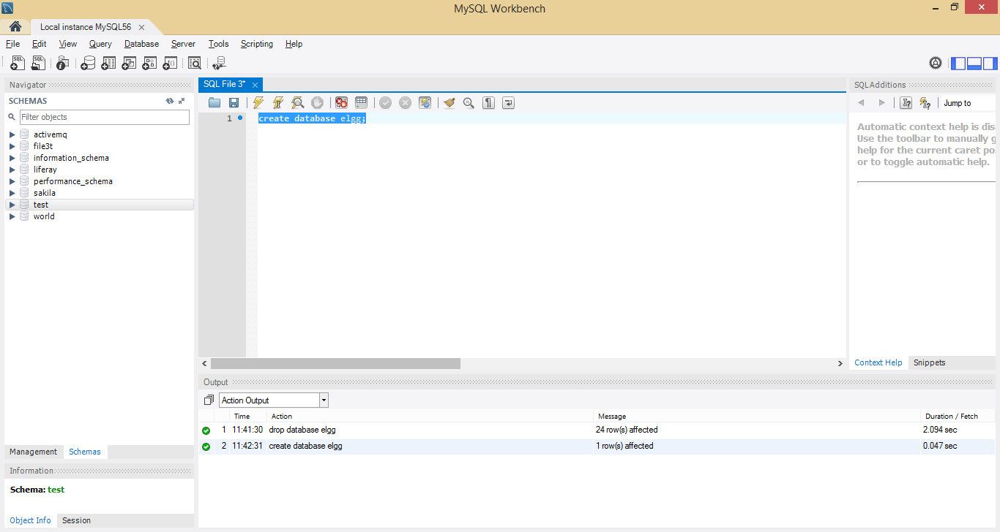 MySQL Workbench
Local instance MySQL56
File Edit View Query Database Server Tools Scripting Help
Navigator
SCHEMAS
Filter objects
activemq
file3t
information_schema
liferay
performance_schema
sakila
test
world
Management Schemas
Information
Schema: test
Object Info Session
SQL File 3*
1 create database elgg;
SQLAdditions
Jump to
Automatic context help is disa
Use the toolbar to manually g
help for the current caret pos
or to toggle automatic help.
Context Help Snippets
Output
Action Output
Time Action Message Duration / Fetch
1 11:41:30 drop database elgg 24 row(s) affected 2.094 sec
2 11:42:31 create database elgg 1 row(s) affected 0.047 sec